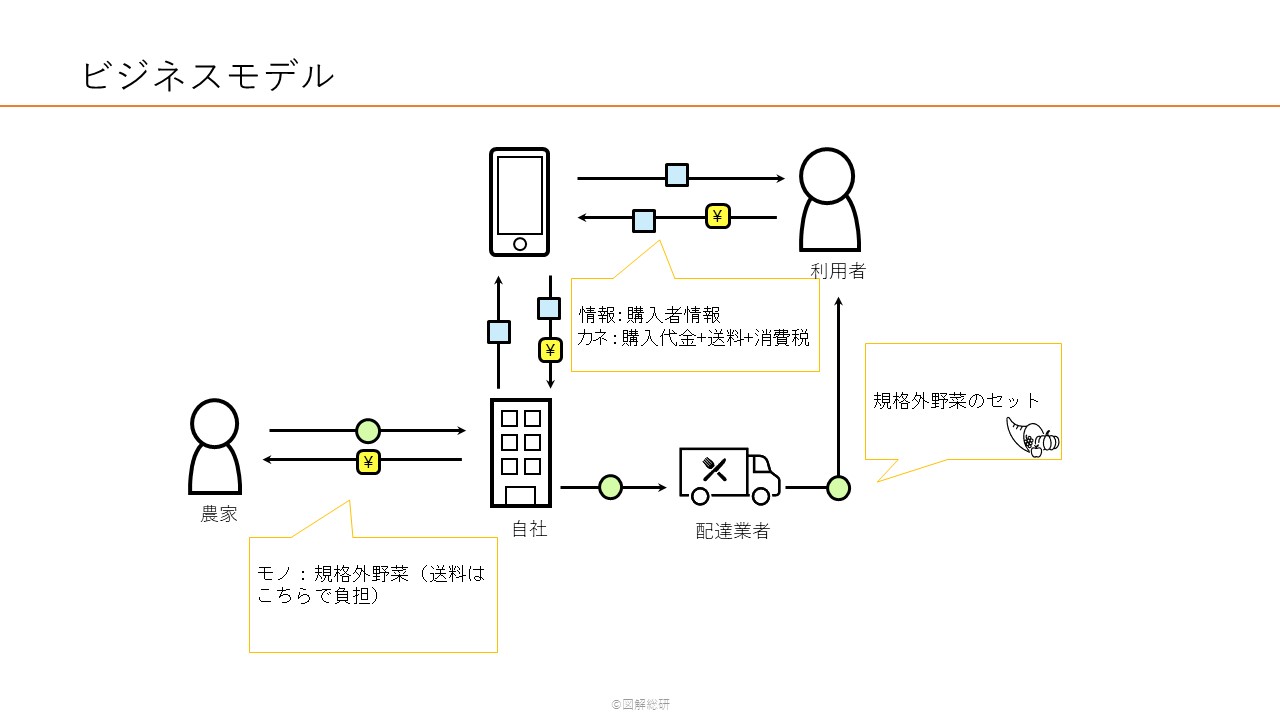 ビジネスモデル
¥
¥
利用者
情報：購入者情報
カネ：購入代金+送料+消費税
¥
規格外野菜のセット
¥
農家
自社
配達業者
モノ：規格外野菜（送料は
こちらで負担）
©図解総研